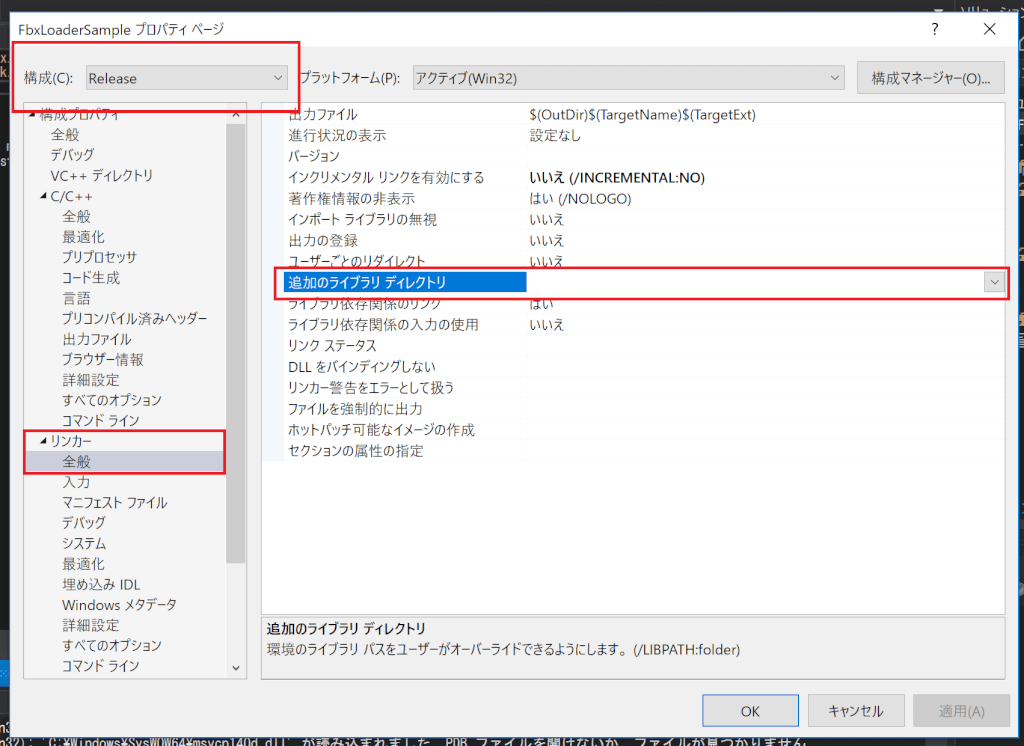 ソリューション
FbxLoaderSample プロパティ ページ
?
構成(C):
Release
プラットフォーム(P):
アクティブ(Win32)
構成マネージャー(O)...
構成プロパティ
全般
デバッグ
VC++ ディレクトリ
C/C++
全般
最適化
プリプロセッサ
コード生成
言語
プリコンパイル済みヘッダー
出力ファイル
ブラウザー情報
詳細設定
すべてのオプション
コマンド ライン
リンカー
全般
入力
マニフェスト ファイル
デバッグ
システム
最適化
埋め込み IDL
Windows メタデータ
詳細設定
すべてのオプション
コマンド ライン
出力ファイル $(OutDir)$(TargetName)$(TargetExt)
進行状況の表示 設定なし
バージョン
インクリメンタル リンクを有効にする いいえ (/INCREMENTAL:NO)
著作権情報の非表示 はい (/NOLOGO)
インポート ライブラリの無視 いいえ
出力の登録 いいえ
ユーザーごとのリダイレクト いいえ
追加のライブラリ ディレクトリ
ライブラリ依存関係のリンク はい
ライブラリ依存関係の入力の使用 いいえ
リンク ステータス
DLL をバインディングしない
リンカー警告をエラーとして扱う
ファイルを強制的に出力
ホットパッチ可能なイメージの作成
セクションの属性の指定
追加のライブラリ ディレクトリ
環境のライブラリ パスをユーザーがオーバーライドできるようにします。(/LIBPATH:folder)
OK
キャンセル
適用(A)
n32): 'C:¥Windows¥SysWOW64¥msvcp140d.dll' が読み込まれました。PDB ファイルを開けないか、ファイルが見つかりません。